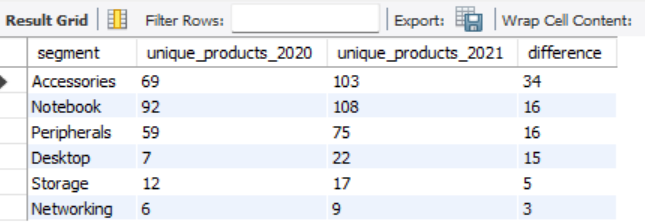 Result Grid Filter Rows: Export: Wrap Cell Content:
segment unique_products_2020 unique_products_2021 difference
Accessories 69 103 34
Notebook 92 108 16
Peripherals 59 75 16
Desktop 7 22 15
Storage 12 17 5
Networking 6 9 3